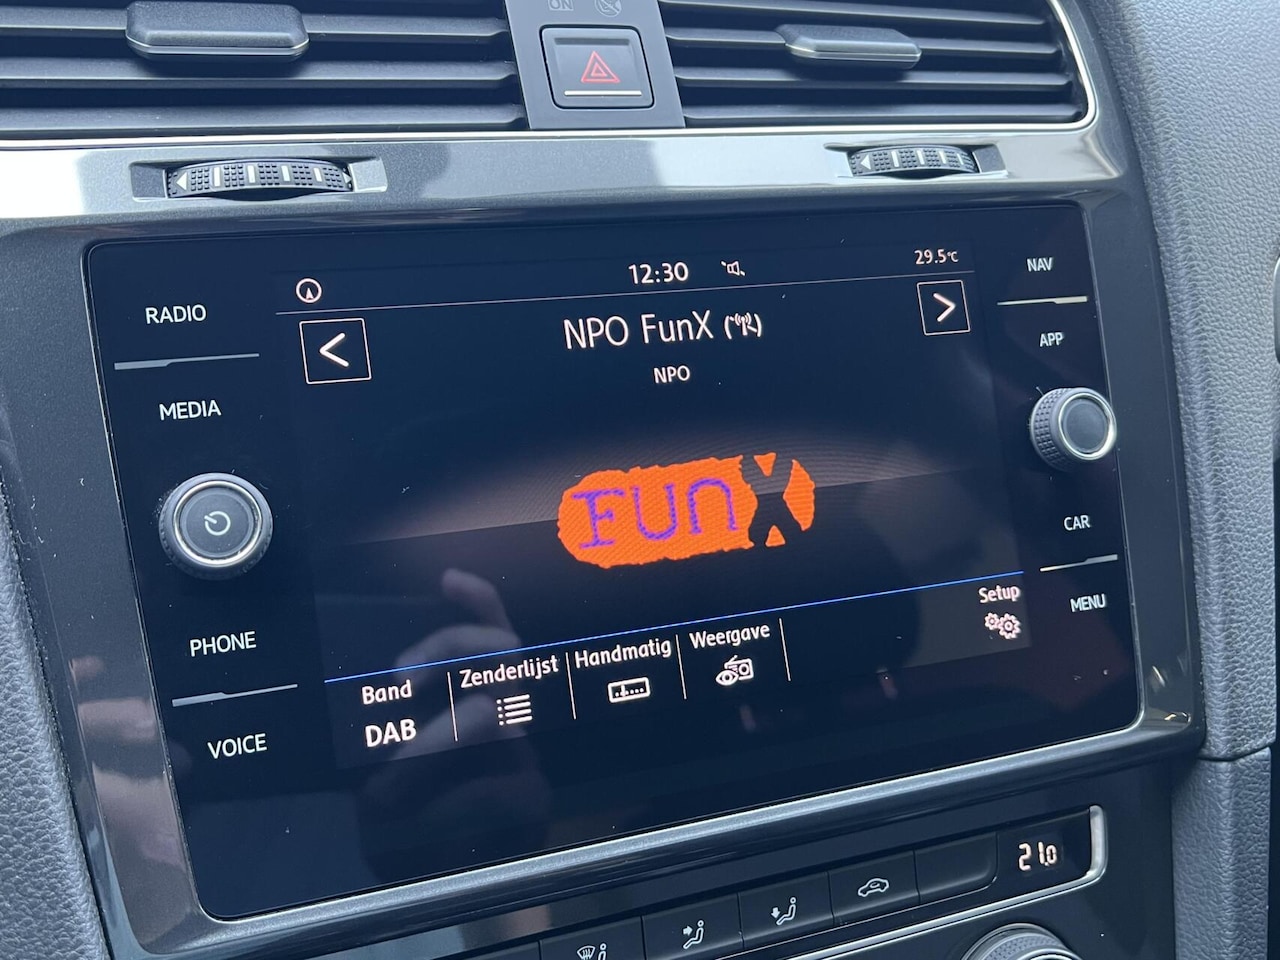 ON
RADIO
MEDIA
PHONE
VOICE
12:30
29.5°C
NPO FunX
NPO
FunX
Band
DAB
Zenderlijst
Handmatig
Weergave
Setup
NAV
APP
CAR
MENU
21.0